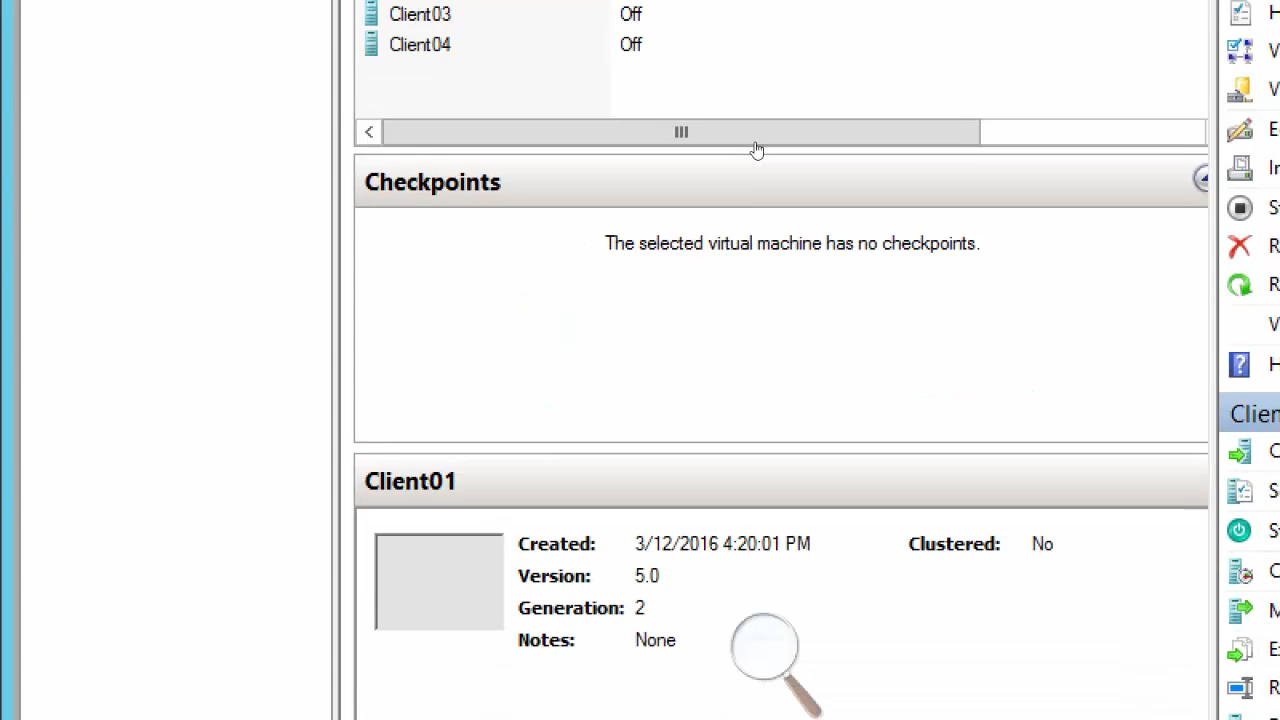 Client03 Off
Client04 Off
Checkpoints
The selected virtual machine has no checkpoints.
Client01
Created: 3/12/2016 4:20:01 PM Clustered: No
Version: 5.0
Generation: 2
Notes: None